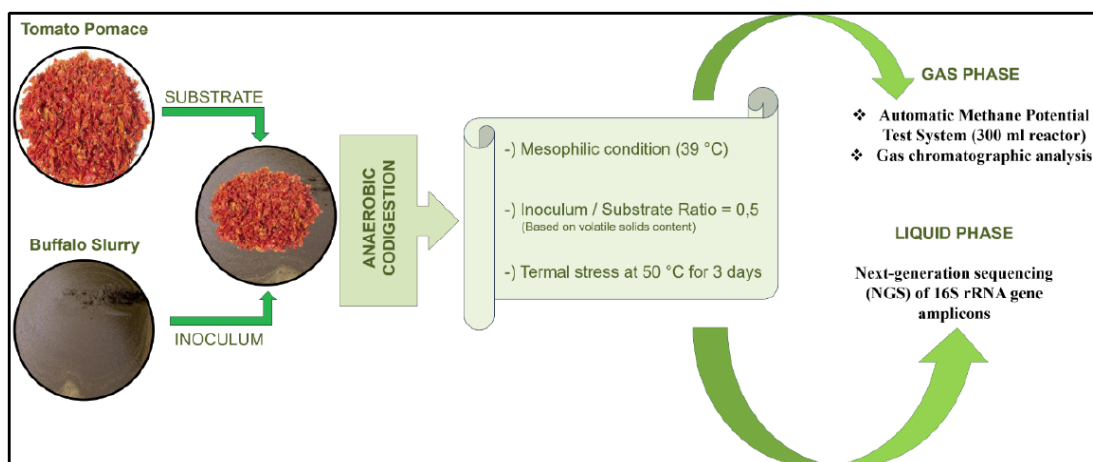 Tomato Pomace
SUBSTRATE
Buffalo Slurry
INOCULUM
ANAEROBIC
CODIGESTION
-) Mesophilic condition (39 °C)
-) Inoculum / Substrate Ratio = 0,5
(Based on volatile solids content)
-) Termal stress at 50 °C for 3 days
GAS PHASE
❖ Automatic Methane Potential
Test System (300 ml reactor)
❖ Gas chromatographic analysis
LIQUID PHASE
Next-generation sequencing
(NGS) of 16S rRNA gene
amplicons